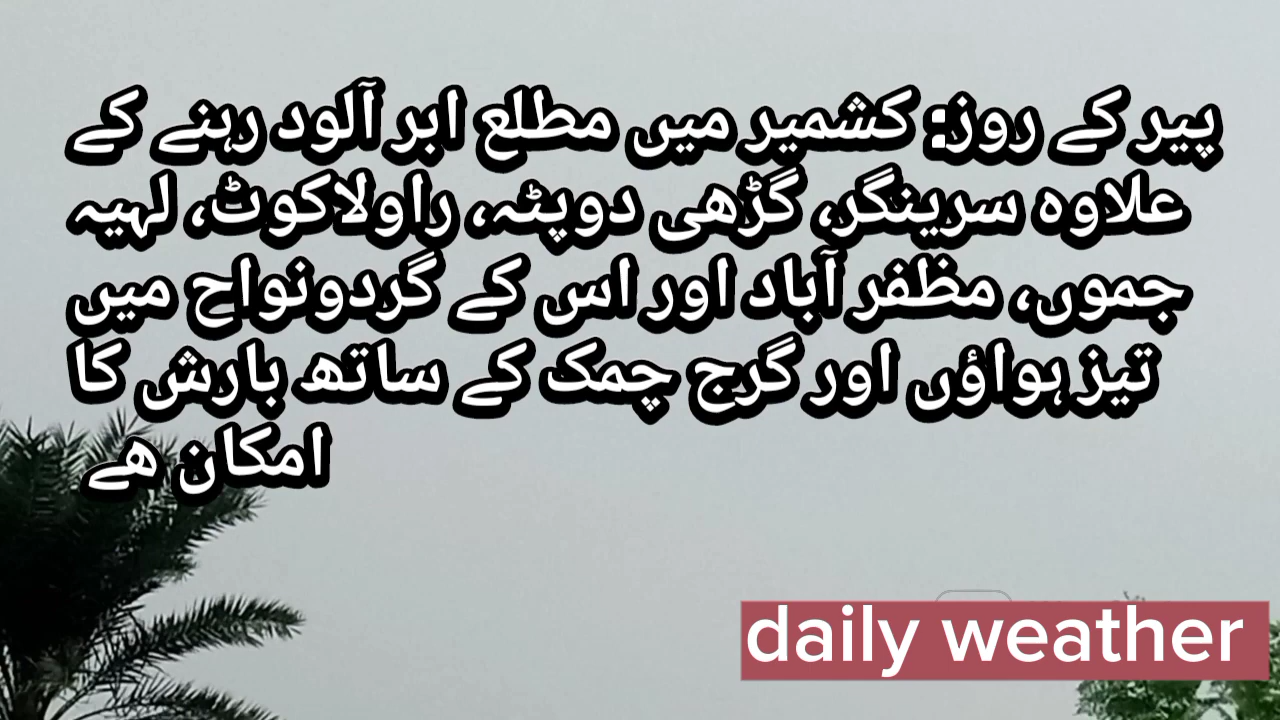 پیر کے روز: کشمیر میں مطلع ابر آلود رہنے کے
علاوہ سرینگر، گڑھی دوپٹہ، راولاکوٹ، لہیہ
جموں، مظفر آباد اور اس کے گردونواح میں
تیز ہواؤں اور گرج چمک کے ساتھ بارش کا
امکان ھے
daily weather